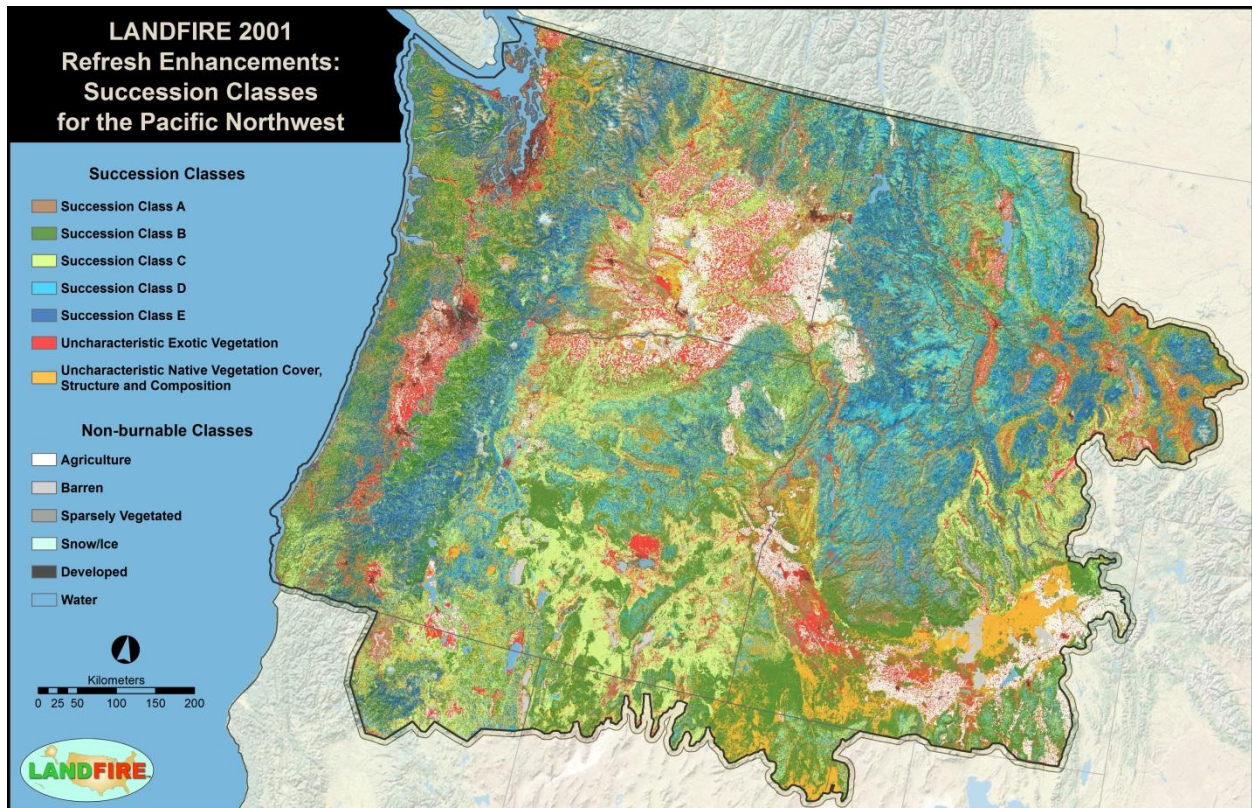 LANDFIRE 2001
Refresh Enhancements:
Succession Classes
for the Pacific Northwest
Succession Classes
Succession Class A
Succession Class B
Succession Class C
Succession Class D
Succession Class E
Uncharacteristic Exotic Vegetation
Uncharacteristic Native Vegetation Cover,
Structure and Composition
Non-burnable Classes
Agriculture
Barren
Sparsely Vegetated
Snow/Ice
Developed
Water
Kilometers
0 25 50 100 150 200
LANDFIRE